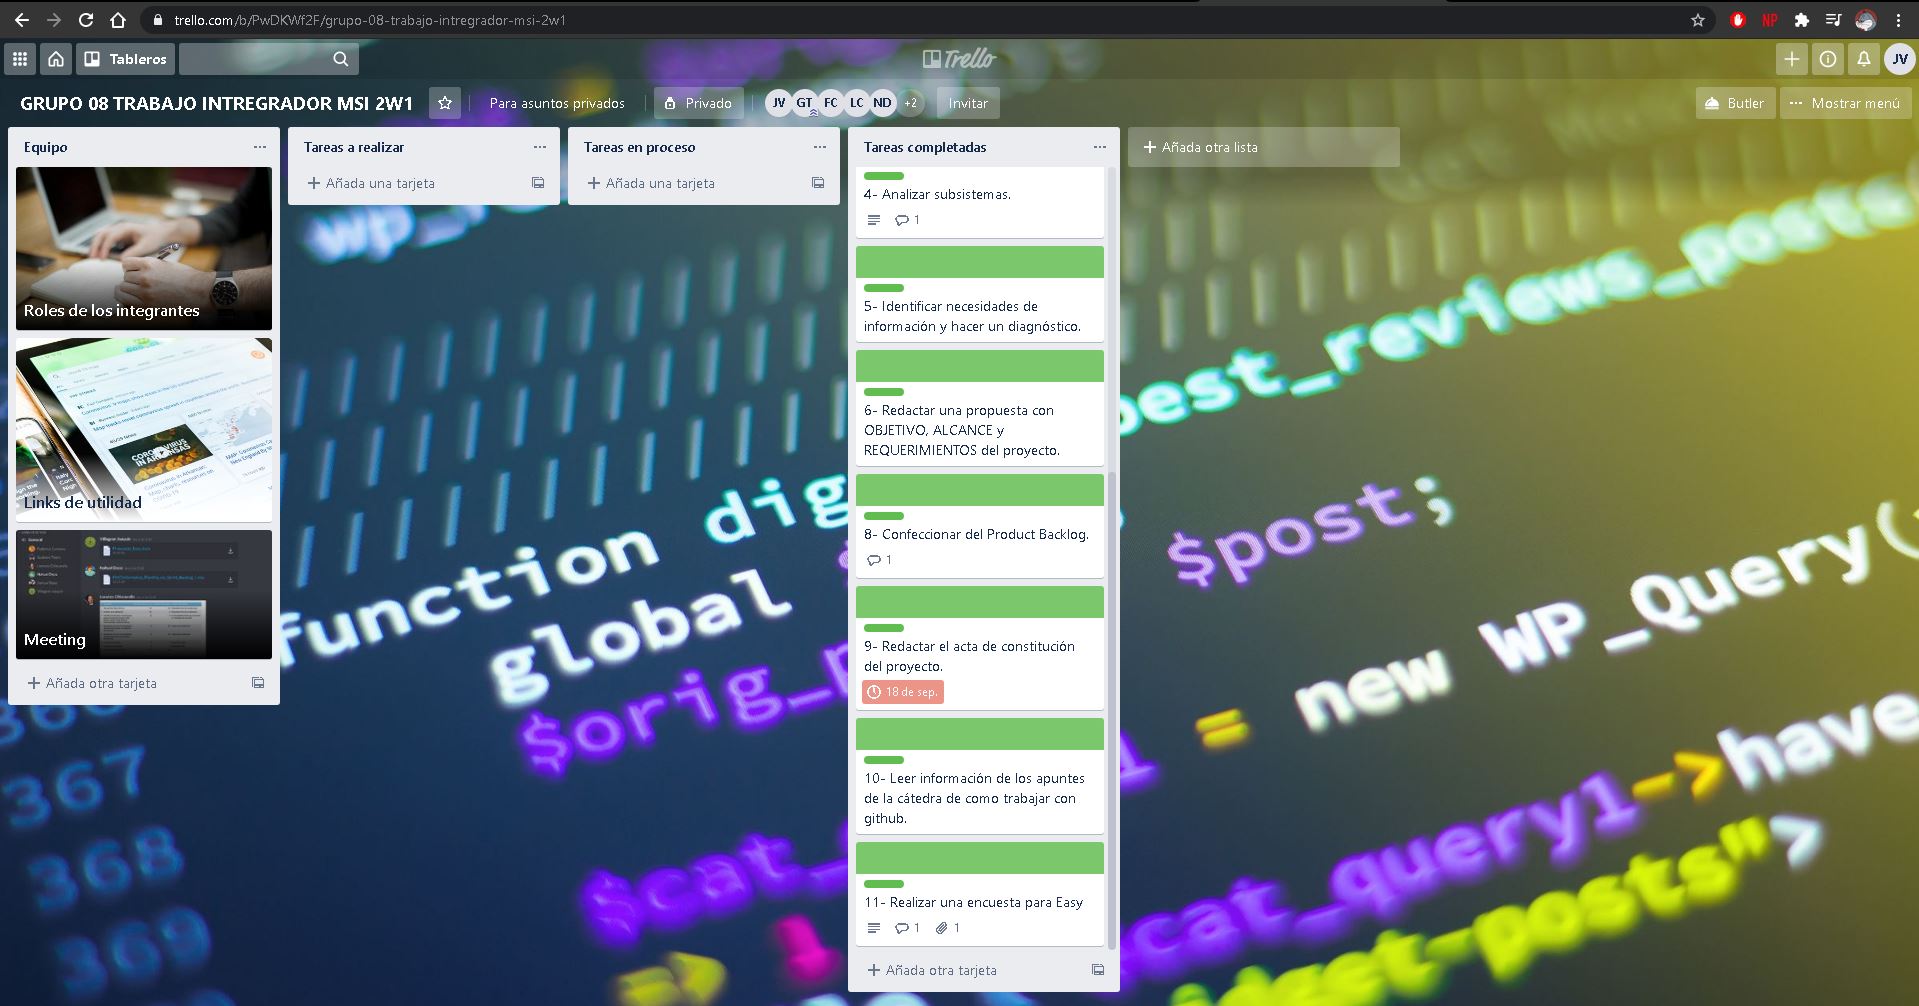 trello.com/b/PwDKWf2F/grupo-08-trabajo-intregrador-msi-2w1
NP
Tableros
Trello
JV
GRUPO 08 TRABAJO INTREGRADOR MSI 2W1
Para asuntos privados
Privado
JV GT FC LC ND +2
Invitar
Butler
... Mostrar menú
Equipo
Roles de los integrantes
CORONAVIRUS
IN ARKANSAS
Links de utilidad
Meeting
+ Añada otra tarjeta
Tareas a realizar
+ Añada una tarjeta
Tareas en proceso
+ Añada una tarjeta
Tareas completadas
4- Analizar subsistemas.
1
5- Identificar necesidades de
información y hacer un diagnóstico.
6- Redactar una propuesta con
OBJETIVO, ALCANCE y
REQUERIMIENTOS del proyecto.
8- Confeccionar del Product Backlog.
1
9- Redactar el acta de constitución
del proyecto.
18 de sep.
10- Leer información de los apuntes
de la cátedra de como trabajar con
github.
11- Realizar una encuesta para Easy
1 1
+ Añada otra tarjeta
+ Añada otra lista
best_reviews_posts
function dig
global $
$post;
$orig_p
= new WP_Query(
367
368
369
$cat_
cat_query1->have
est-posts">